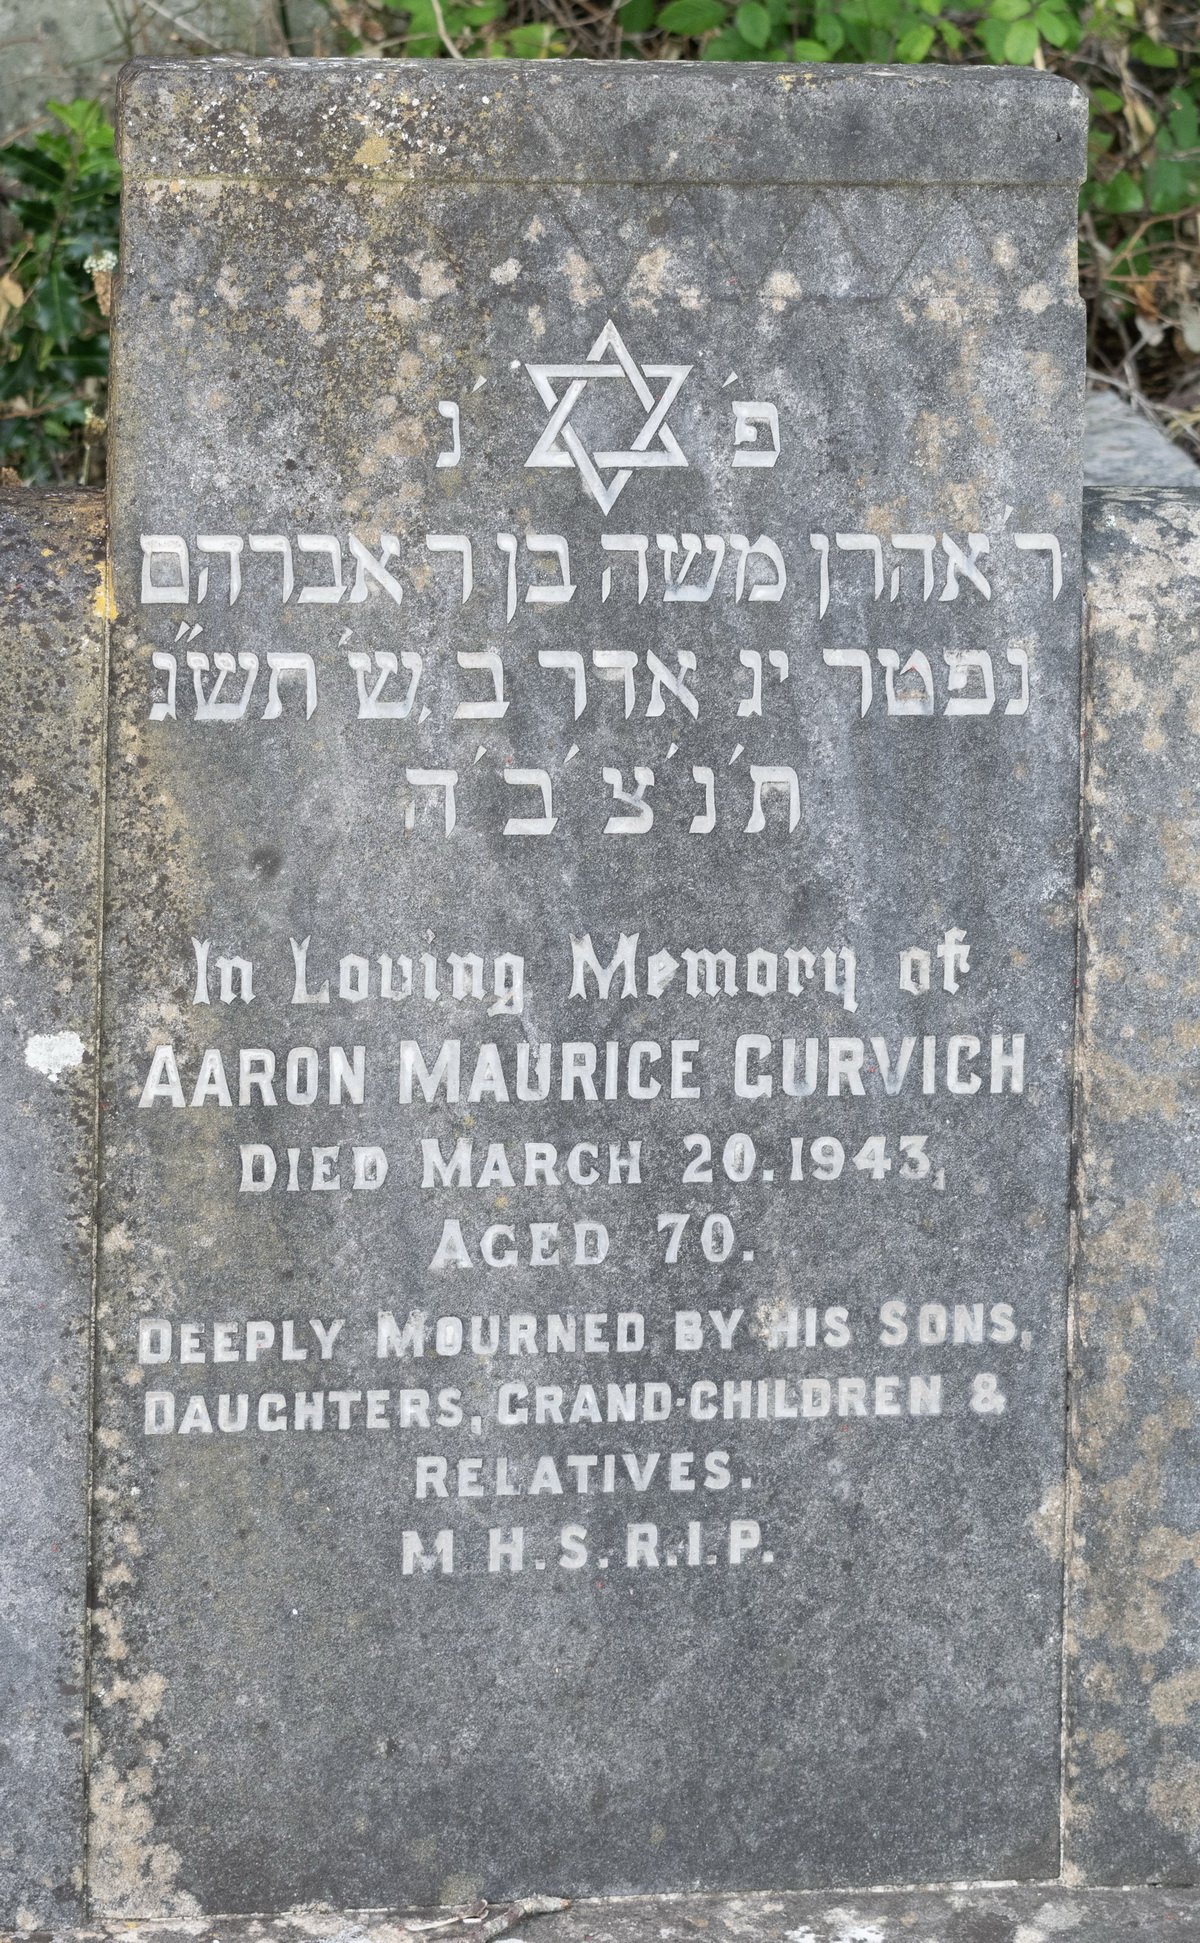 פ' נ'
ר' אהרן משה בן ר אברהם
נפטר יג אדר ב, ש' תש"ג
ת' נ' צ' ב' ה
In Loving Memory of
AARON MAURICE GURVICH
DIED MARCH 20.1943,
AGED 70.
DEEPLY MOURNED BY HIS SONS,
DAUGHTERS, GRAND-CHILDREN &
RELATIVES.
M H.S.R.I.P.